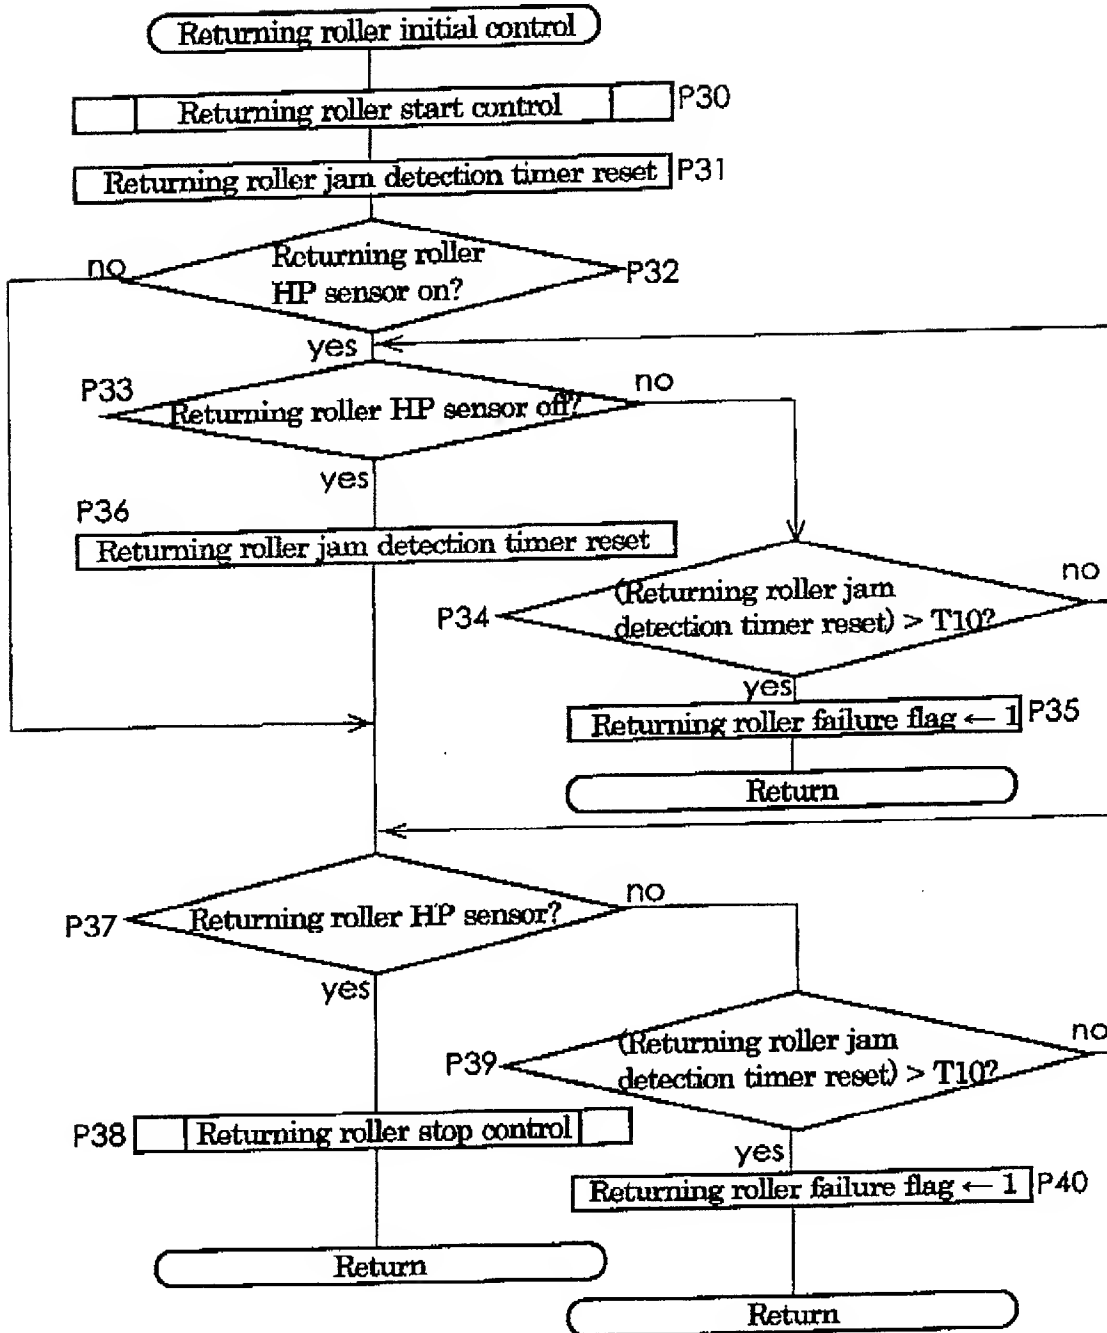 Returning roller initial control
Returning roller start control
P30
Returning roller jam detection timer reset
P31
no
Returning roller
HP sensor on?
P32
yes
P33
no
Returning roller HP sensor off?
yes
P36
Returning roller jam detection timer reset
no
P34
(Returning roller jam
detection timer reset) > T10?
yes
Returning roller failure flag ← 1
P35
Return
no
P37
Returning roller HP sensor?
yes
no
P39
(Returning roller jam
detection timer reset) > T10?
P38
Returning roller stop control
yes
Returning roller failure flag ← 1
P40
Return
Return